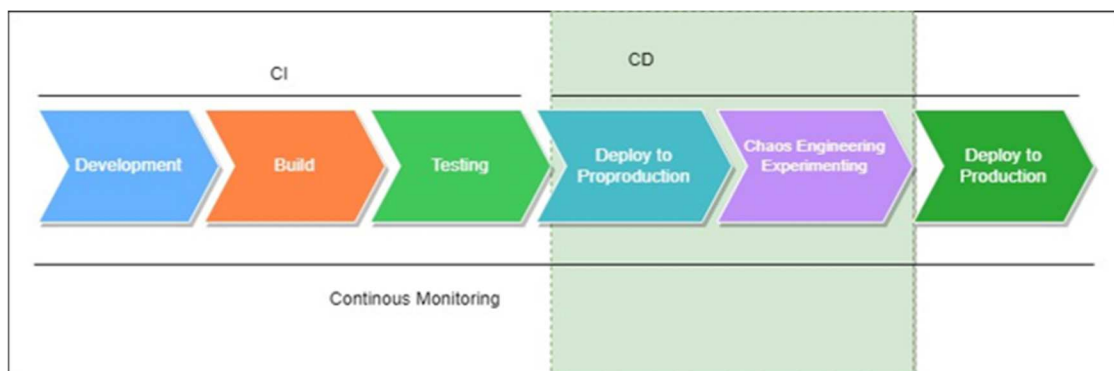 CI
CD
Development
Build
Testing
Deploy to
Proproduction
Chaos Engineering
Experimenting
Deploy to
Production
Continous Monitoring